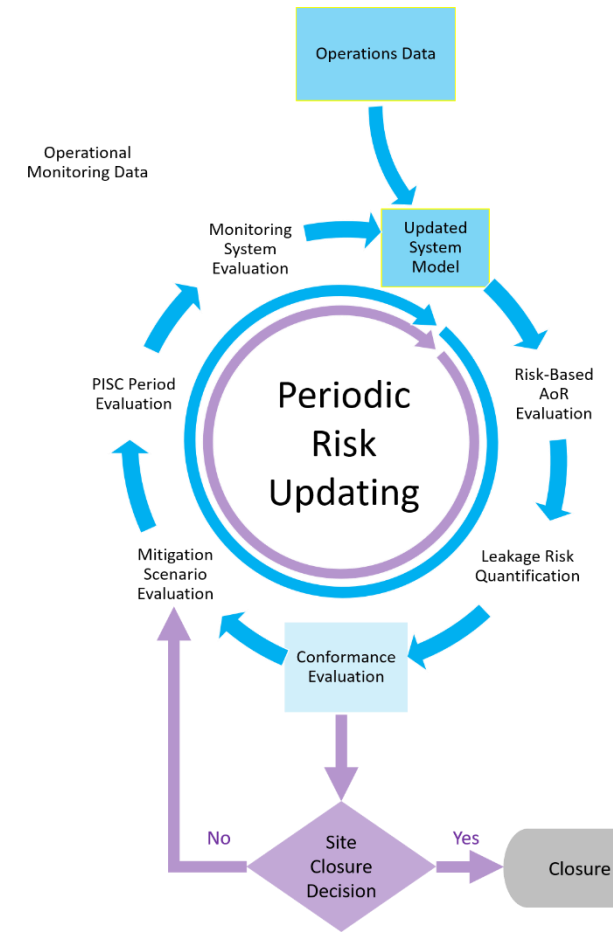 Operations Data
Operational
Monitoring Data
Monitoring
System
Evaluation
Updated
System
Model
PISC Period
Evaluation
Risk-Based
AoR
Evaluation
Periodic
Risk
Updating
Mitigation
Scenario
Evaluation
Leakage Risk
Quantification
Conformance
Evaluation
No
Yes
Site
Closure
Decision
Closure